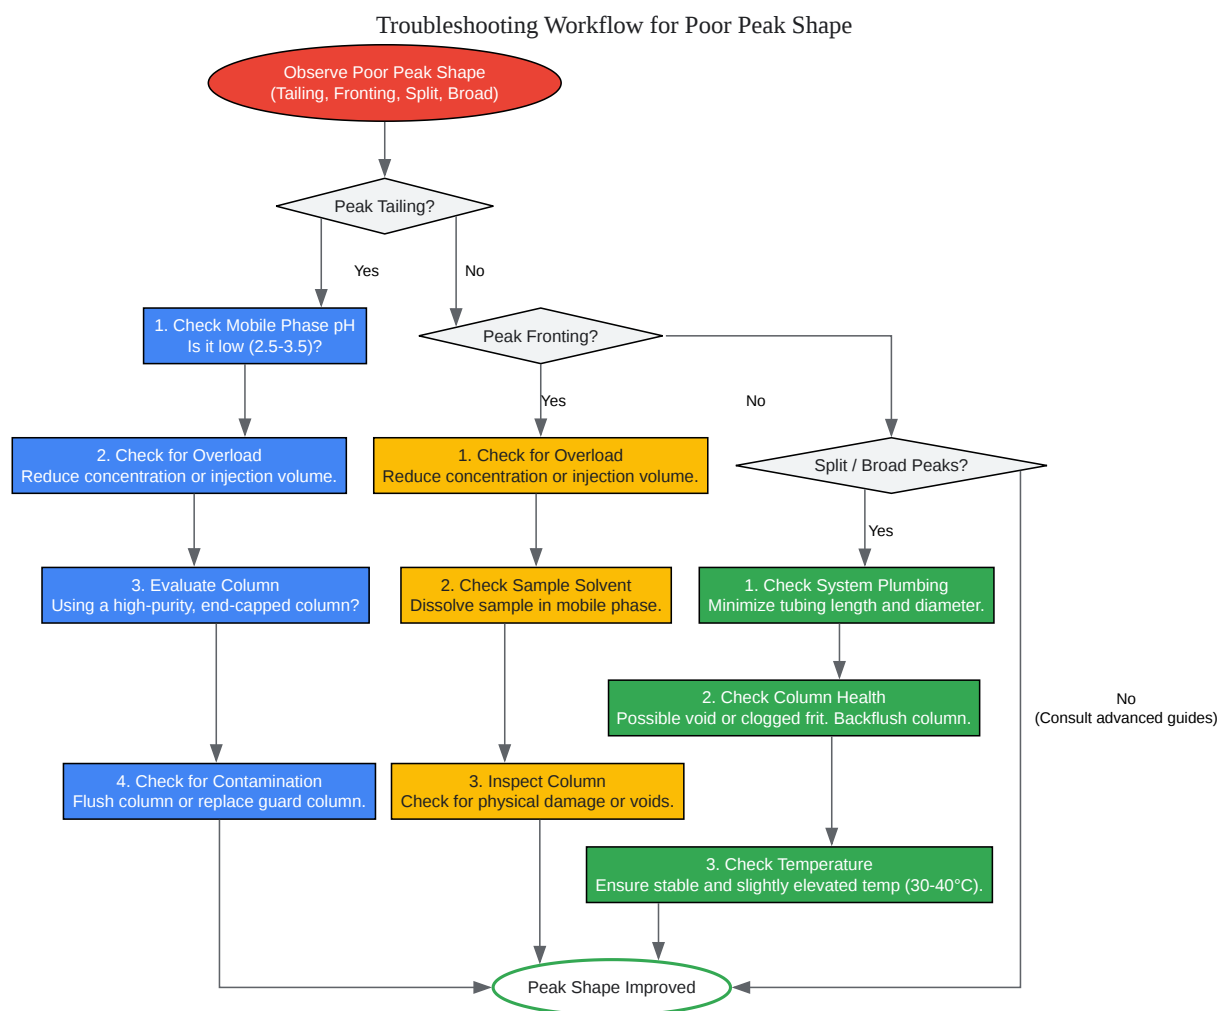 Troubleshooting Workflow for Poor Peak Shape
Observe Poor Peak Shape
(Tailing, Fronting, Split, Broad)
Peak Tailing?
Yes
No
1. Check Mobile Phase pH
Is it low (2.5-3.5)?
Peak Fronting?
Yes
No
2. Check for Overload
Reduce concentration or injection volume.
1. Check for Overload
Reduce concentration or injection volume.
Split / Broad Peaks?
Yes
3. Evaluate Column
Using a high-purity, end-capped column?
2. Check Sample Solvent
Dissolve sample in mobile phase.
1. Check System Plumbing
Minimize tubing length and diameter.
2. Check Column Health
Possible void or clogged frit. Backflush column.
No
(Consult advanced guides)
4. Check for Contamination
Flush column or replace guard column.
3. Inspect Column
Check for physical damage or voids.
3. Check Temperature
Ensure stable and slightly elevated temp (30-40°C).
Peak Shape Improved